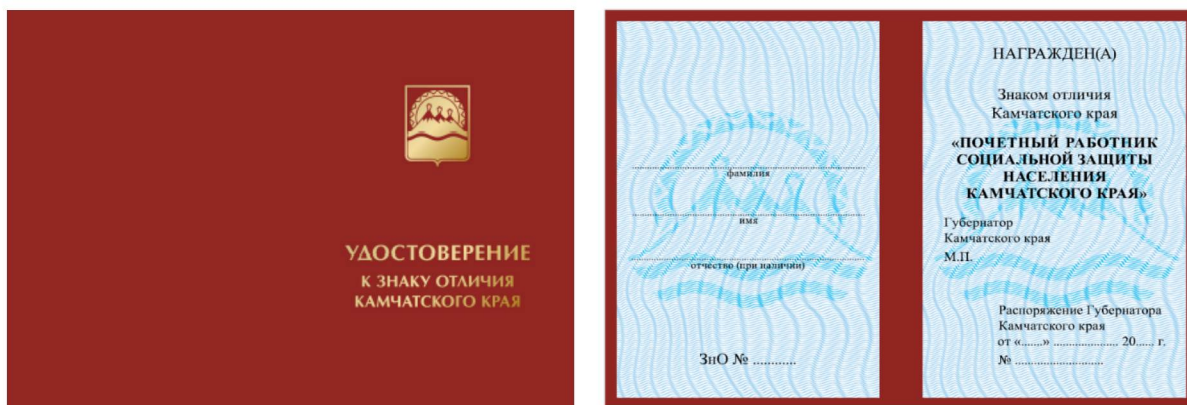 УДОСТОВЕРЕНИЕ
К ЗНАКУ ОТЛИЧИЯ
КАМЧАТСКОГО КРАЯ
фамилия
имя
отчество (при наличии)
ЗнО № ............
НАГРАЖДЕН(А)
Знаком отличия
Камчатского края
«ПОЧЕТНЫЙ РАБОТНИК
СОЦИАЛЬНОЙ ЗАЩИТЫ
НАСЕЛЕНИЯ
КАМЧАТСКОГО КРАЯ»
Губернатор
Камчатского края
М.П.
Распоряжение Губернатора
Камчатского края
от «.......» ..................... 20...... г.
№ .............................